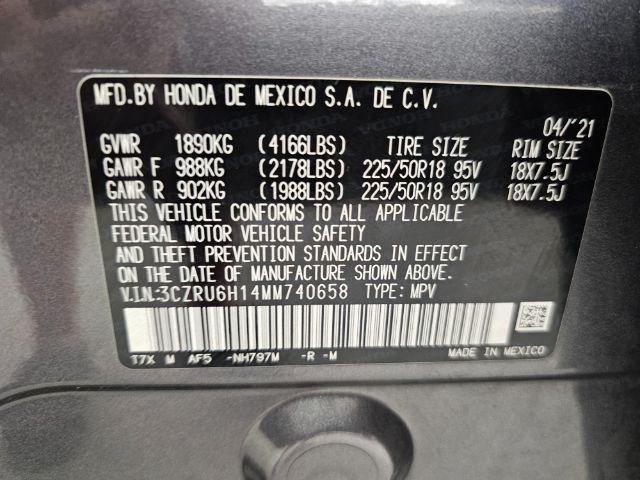 MFD.BY HONDA DE MEXICO S.A. DE C.V.
04/'21
GVWR 1890KG (4166LBS) TIRE SIZE RIM SIZE
GAWR F 988KG (2178LBS) 225/50R18 95V 18X7.5J
GAWR R 902KG (1988LBS) 225/50R18 95V 18X7.5J
THIS VEHICLE CONFORMS TO ALL APPLICABLE
FEDERAL MOTOR VEHICLE SAFETY
AND THEFT PREVENTION STANDARDS IN EFFECT ON
THE DATE OF MANUFACTURE SHOWN ABOVE.
V.I.N.:3CZRU6H14MM740658 TYPE: MPV
T7X M AF5 -NH797M -R -M
MADE IN MEXICO